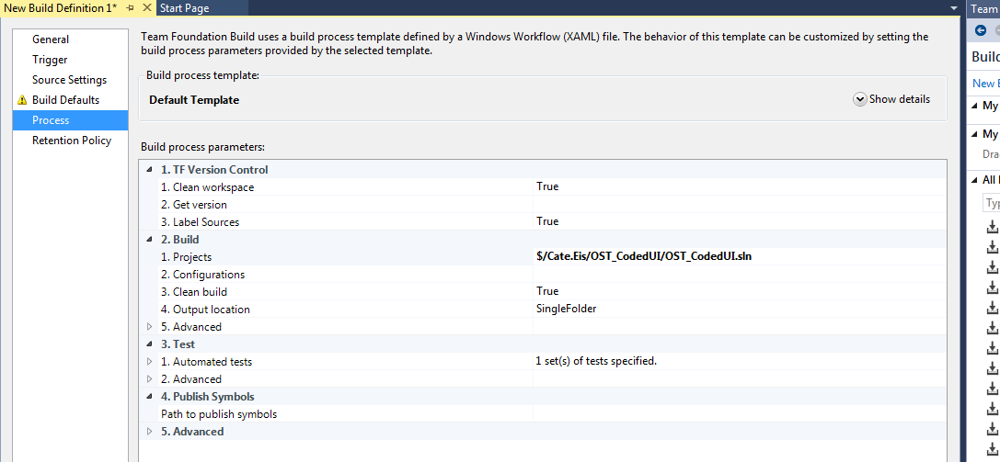 New Build Definition 1*
Start Page
Team
General
Trigger
Source Settings
Build Defaults
Process
Retention Policy
Team Foundation Build uses a build process template defined by a Windows Workflow (XAML) file. The behavior of this template can be customized by setting the
build process parameters provided by the selected template.
Build process template:
Default Template
Show details
Build process parameters:
1. TF Version Control
1. Clean workspace True
2. Get version
3. Label Sources True
2. Build
1. Projects $/Cate.Eis/OST_CodedUI/OST_CodedUI.sln
2. Configurations
3. Clean build True
4. Output location SingleFolder
5. Advanced
3. Test
1. Automated tests 1 set(s) of tests specified.
2. Advanced
4. Publish Symbols
Path to publish symbols
5. Advanced
Build
New
My
My
Dra
All
Typ